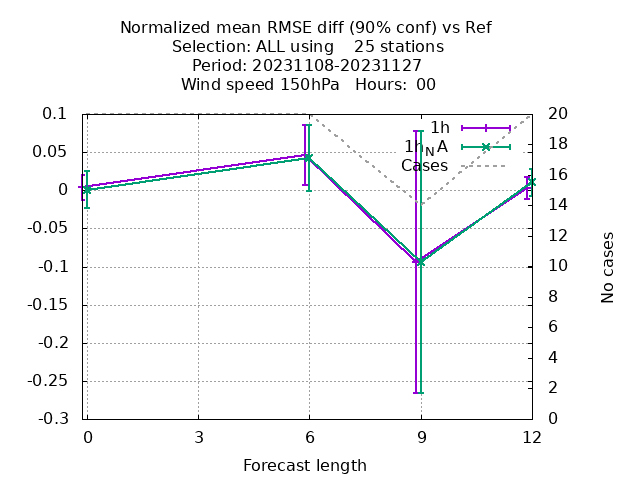 Normalized mean RMSE diff (90% conf) vs Ref
Selection: ALL using    25 stations
Period: 20231108-20231127
Wind speed 150hPa   Hours:  00
0.1
0.05
0
-0.05
-0.1
-0.15
-0.2
-0.25
-0.3
1h
1hNA
Cases
20
18
16
14
12
10
8
6
4
2
0
No cases
0
3
6
9
12
Forecast length